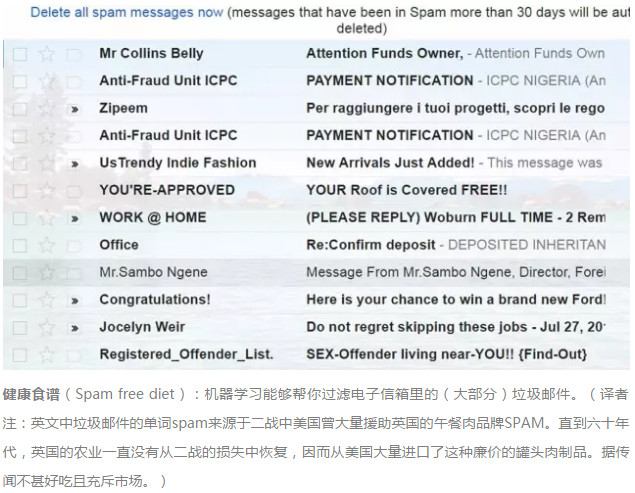 Delete all spam messages now (messages that have been in Spam more than 30 days will be aut
deleted)
Mr Collins Belly Attention Funds Owner, - Attention Funds Own
Anti-Fraud Unit ICPC PAYMENT NOTIFICATION - ICPC NIGERIA (An
» Zipeem Per raggiungere i tuoi progetti, scopri le rego
Anti-Fraud Unit ICPC PAYMENT NOTIFICATION - ICPC NIGERIA (An
» UsTrendy Indie Fashion New Arrivals Just Added! - This message was
YOU'RE-APPROVED YOUR Roof is Covered FREE!!
» WORK @ HOME (PLEASE REPLY) Woburn FULL TIME - 2 Rem
Office Re:Confirm deposit - DEPOSITED INHERITAN
Mr.Sambo Ngene Message From Mr.Sambo Ngene, Director, Forei
» Congratulations! Here is your chance to win a brand new Ford!
» Jocelyn Weir Do not regret skipping these jobs - Jul 27, 20
Registered_Offender_List. SEX-Offender living near-YOU!! {Find-Out}
健康食谱（Spam free diet）：机器学习能够帮你过滤电子信箱里的（大部分）垃圾邮件。（译者
注：英文中垃圾邮件的单词spam来源于二战中美国曾大量援助英国的午餐肉品牌SPAM。直到六十年
代，英国的农业一直没有从二战的损失中恢复，因而从美国大量进口了这种廉价的罐头肉制品。据传
闻不甚好吃且充斥市场。）